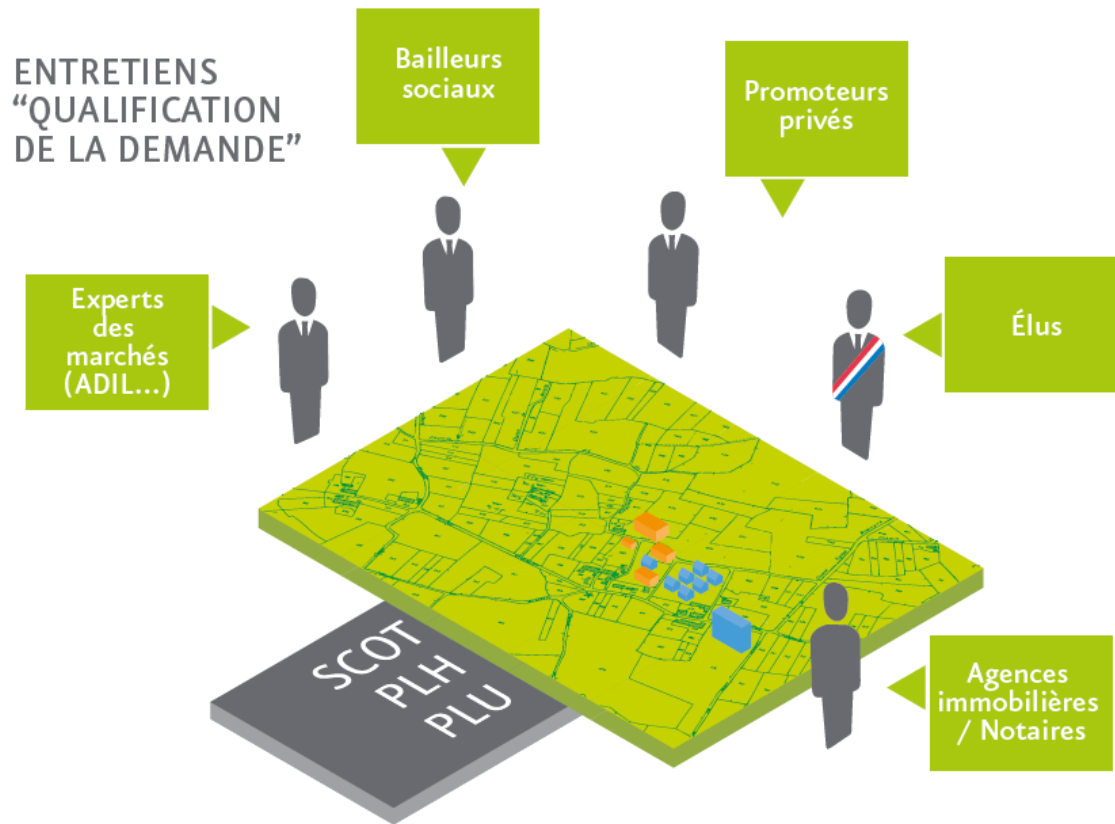 ENTRETIENS
“QUALIFICATION
DE LA DEMANDE”
Bailleurs
sociaux
Promoteurs
privés
Experts
des
marchés
(ADIL...)
Élus
SCOT
PLH
PLU
Agences
immobilières
/ Notaires